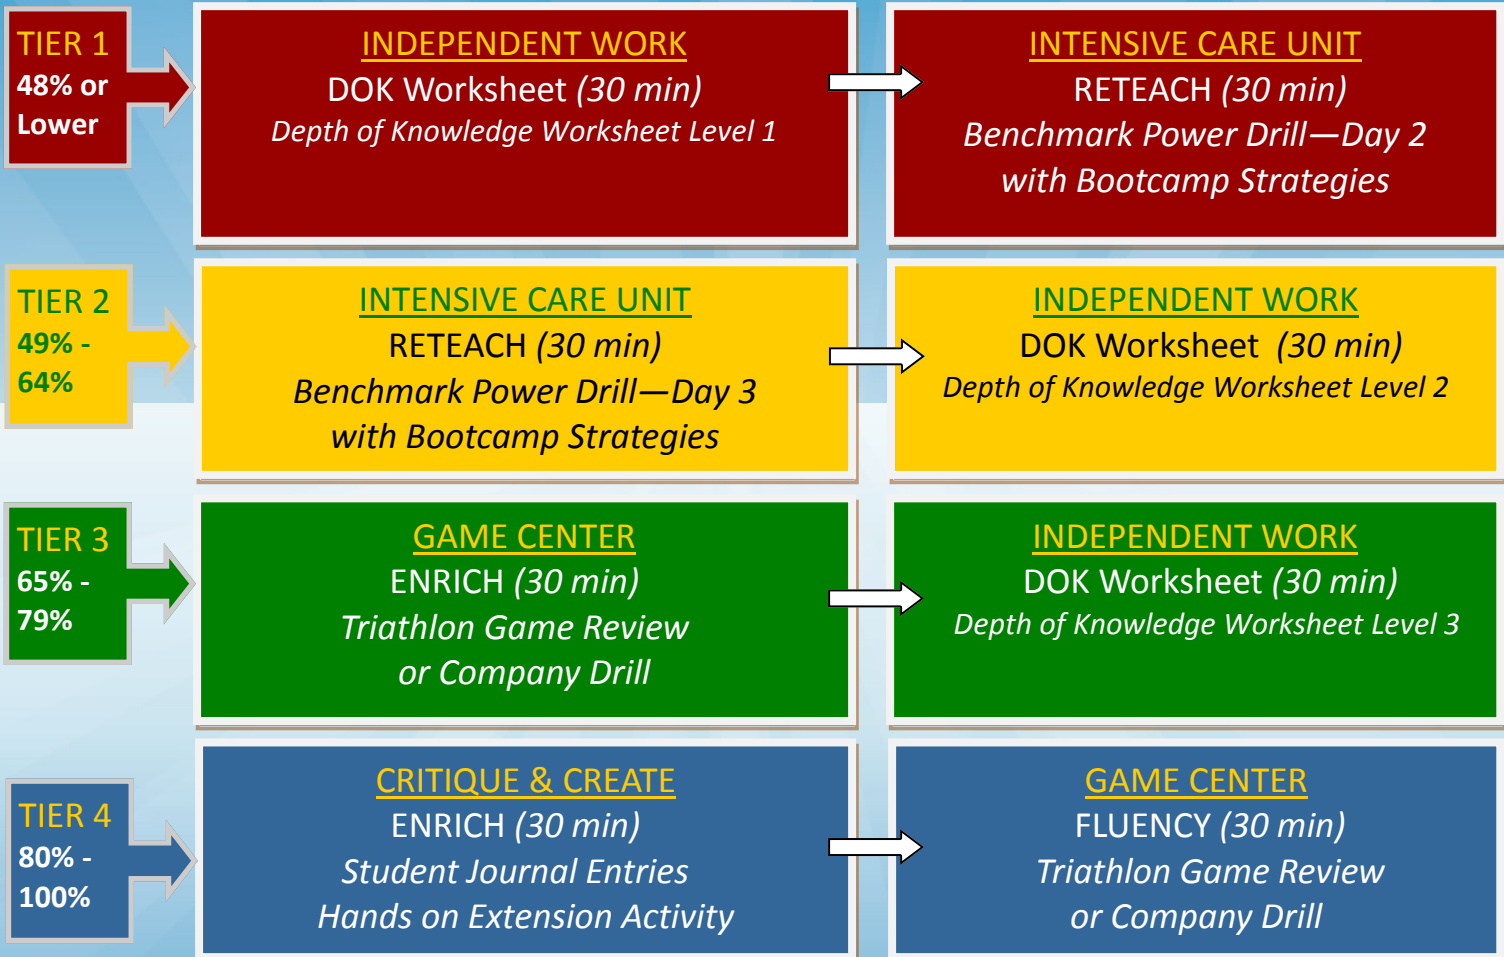 TIER 1
48% or
Lower
INDEPENDENT WORK
DOK Worksheet (30 min)
Depth of Knowledge Worksheet Level 1
INTENSIVE CARE UNIT
RETEACH (30 min)
Benchmark Power Drill—Day 2
with Bootcamp Strategies
TIER 2
49% -
64%
INTENSIVE CARE UNIT
RETEACH (30 min)
Benchmark Power Drill—Day 3
with Bootcamp Strategies
INDEPENDENT WORK
DOK Worksheet (30 min)
Depth of Knowledge Worksheet Level 2
TIER 3
65% -
79%
GAME CENTER
ENRICH (30 min)
Triathlon Game Review
or Company Drill
INDEPENDENT WORK
DOK Worksheet (30 min)
Depth of Knowledge Worksheet Level 3
TIER 4
80% -
100%
CRITIQUE & CREATE
ENRICH (30 min)
Student Journal Entries
Hands on Extension Activity
GAME CENTER
FLUENCY (30 min)
Triathlon Game Review
or Company Drill